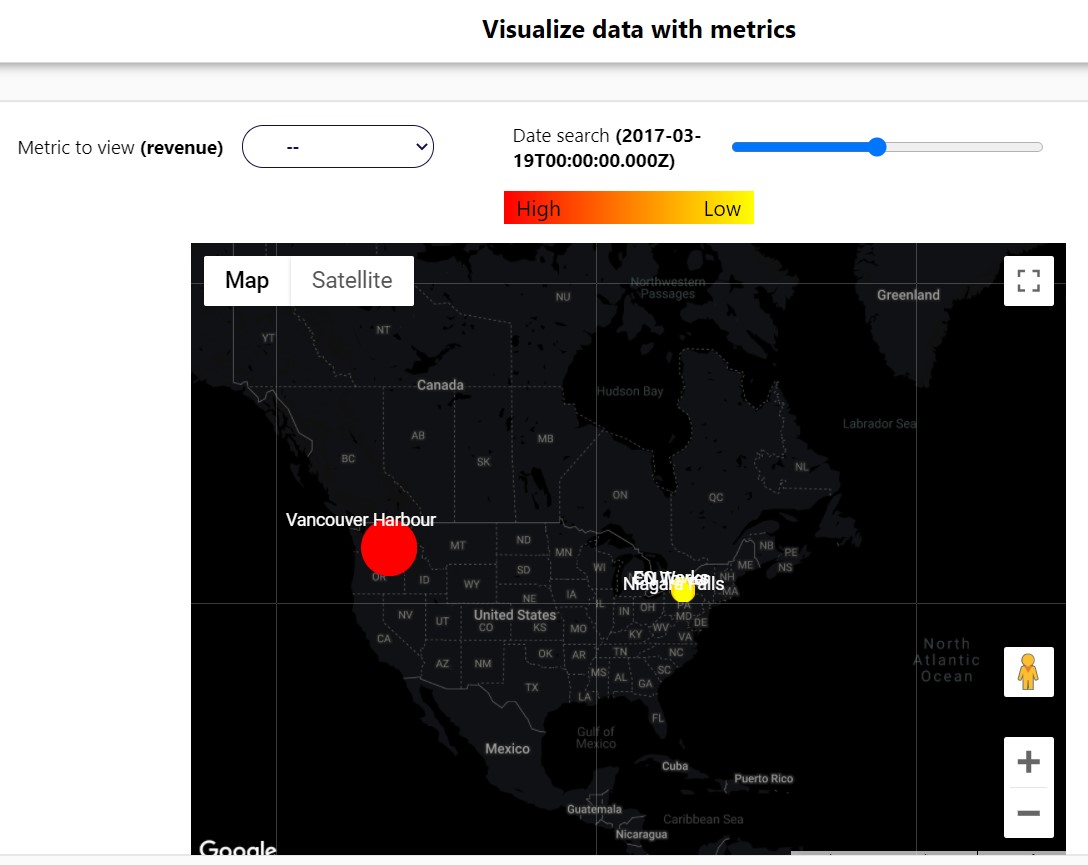 Visualize data with metrics
Metric to view (revenue)
--
Date search (2017-03-
19T00:00:00.000Z)
High
Low
Map
Satellite
Northwestern
Passages
Greenland
NU
YT
NT
Canada
Hudson Bay
Labrador Sea
AB
MB
BC
SK
NL
ON
QC
Vancouver Harbour
MT
ND
MN
NB
PE
NS
ME
WI
SD
OR
ID
WY
NH
MA
Niagara Falls
NE
IA
IL
IN
OH
PA
MD
DE
NV
UT
United States
CO
KS
MO
WV
KY
VA
CA
OK
AR
TN
NC
AZ
NM
MS
AL
SC
GA
TX
LA
FL
North
Atlantic
Ocean
Gulf of
Mexico
Mexico
Cuba
Puerto Rico
Guatemala
Caribbean Sea
Nicaragua
Google